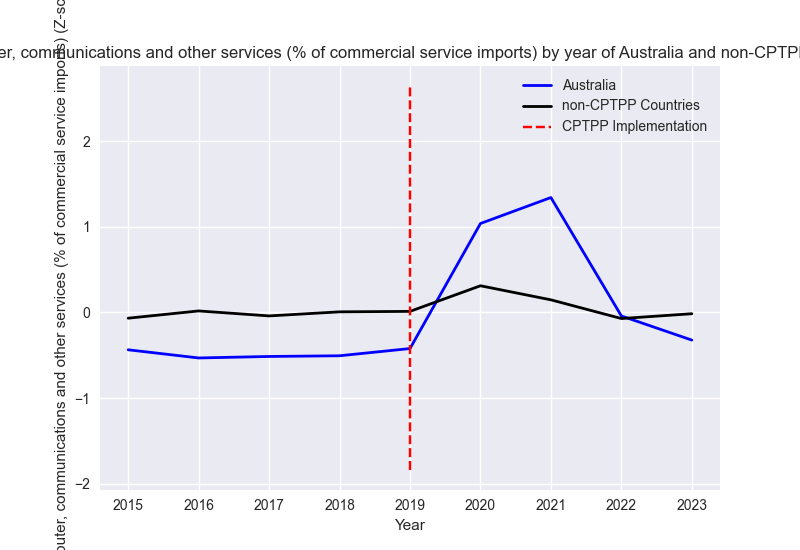 er, communications and other services (% of commercial service imports) by year of Australia and non-CPTP
outer, communications and other services (% of commercial service imports) (Z-sc
Australia
non-CPTPP Countries
CPTPP Implementation
2
1
0
−1
−2
2015 2016 2017 2018 2019 2020 2021 2022 2023
Year